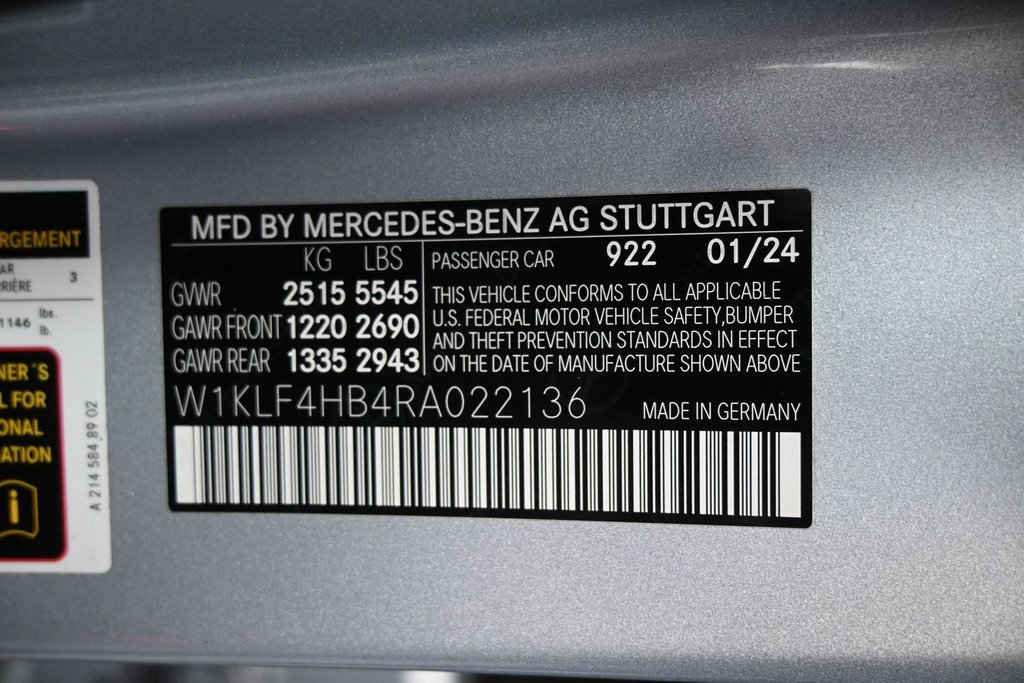 RGEMENT
AR
RIÈRE 3
1146 lbs.
lb.
NER´S
L FOR
ONAL
ATION
i
A 214 584 89 02
MFD BY MERCEDES-BENZ AG STUTTGART
KG LBS
GVWR 2515 5545
GAWR FRONT 1220 2690
GAWR REAR 1335 2943
PASSENGER CAR 922 01/24
THIS VEHICLE CONFORMS TO ALL APPLICABLE
U.S. FEDERAL MOTOR VEHICLE SAFETY,BUMPER
AND THEFT PREVENTION STANDARDS IN EFFECT
ON THE DATE OF MANUFACTURE SHOWN ABOVE
W1KLF4HB4RA022136
MADE IN GERMANY